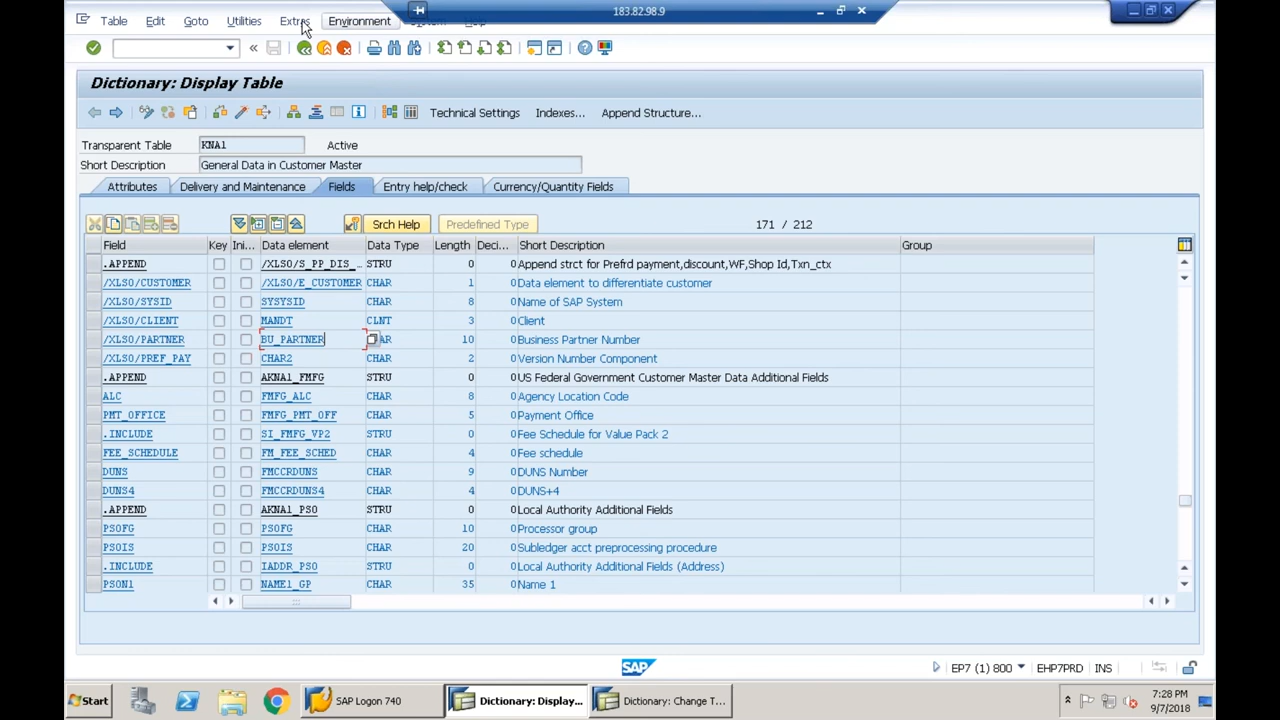 183.82.98.9
Table Edit Goto Utilities Extras Environment
Dictionary: Display Table
Technical Settings Indexes... Append Structure...
Transparent Table KNA1 Active
Short Description General Data in Customer Master
Attributes Delivery and Maintenance Fields Entry help/check Currency/Quantity Fields
Srch Help Predefined Type 171 / 212
Field Key Ini... Data element Data Type Length Deci... Short Description Group
.APPEND /XLSO/S_PP_DIS_... STRU 0 0 Append strct for Prefrd payment,discount,WF,Shop Id,Txn_ctx
/XLSO/CUSTOMER /XLSO/E_CUSTOMER CHAR 1 0 Data element to differentiate customer
/XLSO/SYSID SYSYSID CHAR 8 0 Name of SAP System
/XLSO/CLIENT MANDT CLNT 3 0 Client
/XLSO/PARTNER BU_PARTNER AR 10 0 Business Partner Number
/XLSO/PREF_PAY CHAR2 CHAR 2 0 Version Number Component
.APPEND AKNA1_FMFG STRU 0 0 US Federal Government Customer Master Data Additional Fields
ALC FMFG_ALC CHAR 8 0 Agency Location Code
PMT_OFFICE FMFG_PMT_OFF CHAR 5 0 Payment Office
.INCLUDE SI_FMFG_VP2 STRU 0 0 Fee Schedule for Value Pack 2
FEE_SCHEDULE FM_FEE_SCHED CHAR 4 0 Fee schedule
DUNS FMCCRDUNS CHAR 9 0 DUNS Number
DUNS4 FMCCRDUNS4 CHAR 4 0 DUNS+4
.APPEND AKNA1_PSO STRU 0 0 Local Authority Additional Fields
PSOFG PSOFG CHAR 10 0 Processor group
PSOIS PSOIS CHAR 20 0 Subledger acct preprocessing procedure
.INCLUDE IADDR_PSO STRU 0 0 Local Authority Additional Fields (Address)
PSON1 NAME1_GP CHAR 35 0 Name 1
SAP EP7 (1) 800 EHP7PRD INS
Start SAP Logon 740 Dictionary: Display... Dictionary: Change T... 7:28 PM
9/7/2018